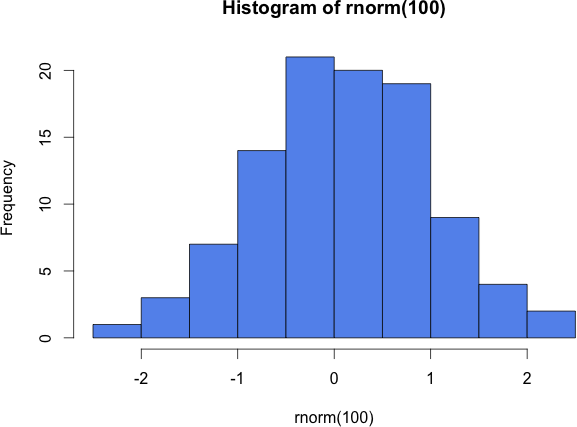 Histogram of rnorm(100)
Frequency
20
15
10
5
0
-2 -1 0 1 2
rnorm(100)